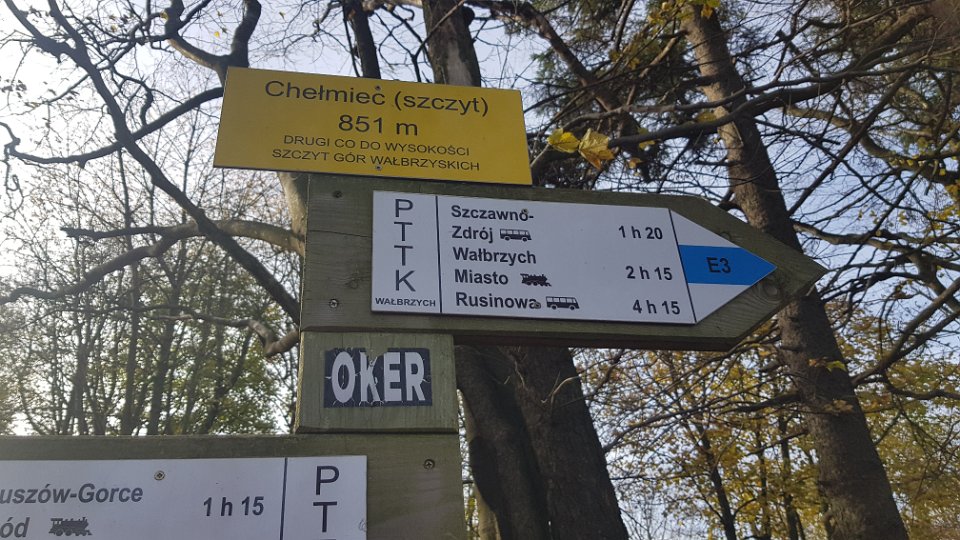 Chełmiec (szczyt)
851 m
DRUGI CO DO WYSOKOŚCI
SZCZYT GÓR WAŁBRZYSKICH
PTTK
WAŁBRZYCH
Szczawno-
Zdrój 1 h 20
Wałbrzych
Miasto 2 h 15
Rusinowa 4 h 15
E3
OKER
uszów-Gorce
ód 1 h 15
PT